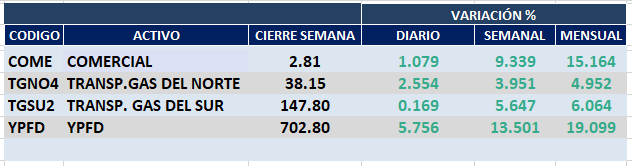 VARIACIÓN %
CODIGO ACTIVO CIERRE SEMANA DIARIO SEMANAL MENSUAL
COME COMERCIAL 2.81 1.079 9.339 15.164
TGNO4 TRANSP.GAS DEL NORTE 38.15 2.554 3.951 4.952
TGSU2 TRANSP. GAS DEL SUR 147.80 0.169 5.647 6.064
YPFD YPFD 702.80 5.756 13.501 19.099